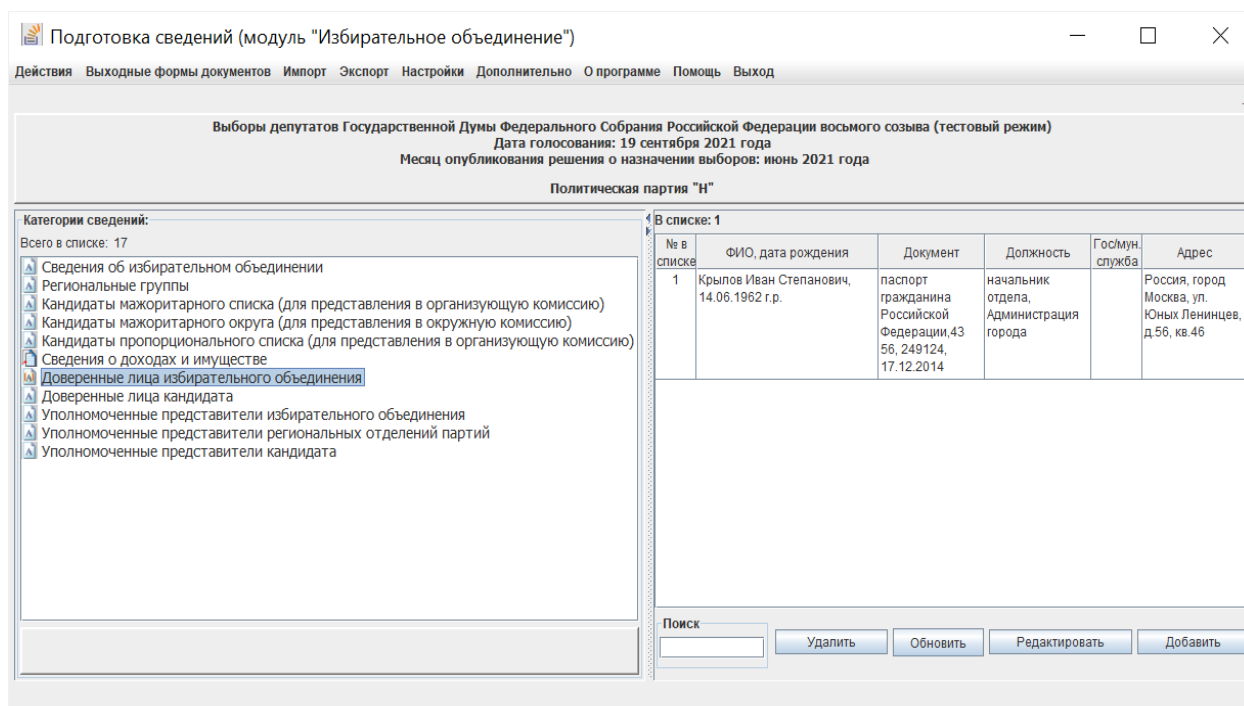 Подготовка сведений (модуль "Избирательное объединение")
Действия Выходные формы документов Импорт Экспорт Настройки Дополнительно О программе Помощь Выход
Выборы депутатов Государственной Думы Федерального Собрания Российской Федерации восьмого созыва (тестовый режим)
Дата голосования: 19 сентября 2021 года
Месяц опубликования решения о назначении выборов: июнь 2021 года
Политическая партия "Н"
Категории сведений:
Всего в списке: 17
Сведения об избирательном объединении
Региональные группы
Кандидаты мажоритарного списка (для представления в организующую комиссию)
Кандидаты мажоритарного округа (для представления в окружную комиссию)
Кандидаты пропорционального списка (для представления в организующую комиссию)
Сведения о доходах и имуществе
Доверенные лица избирательного объединения
Доверенные лица кандидата
Уполномоченные представители избирательного объединения
Уполномоченные представители региональных отделений партий
Уполномоченные представители кандидата
В списке: 1
№ в списке ФИО, дата рождения Документ Должность Гос/мун. служба Адрес
1 Крылов Иван Степанович, паспорт начальник Россия, город
14.06.1962 г.р. гражданина отдела, Москва, ул.
Российской Администрация Юных Ленинцев,
Федерации,43 города д.56, кв.46
56, 249124,
17.12.2014
Поиск
Удалить Обновить Редактировать Добавить